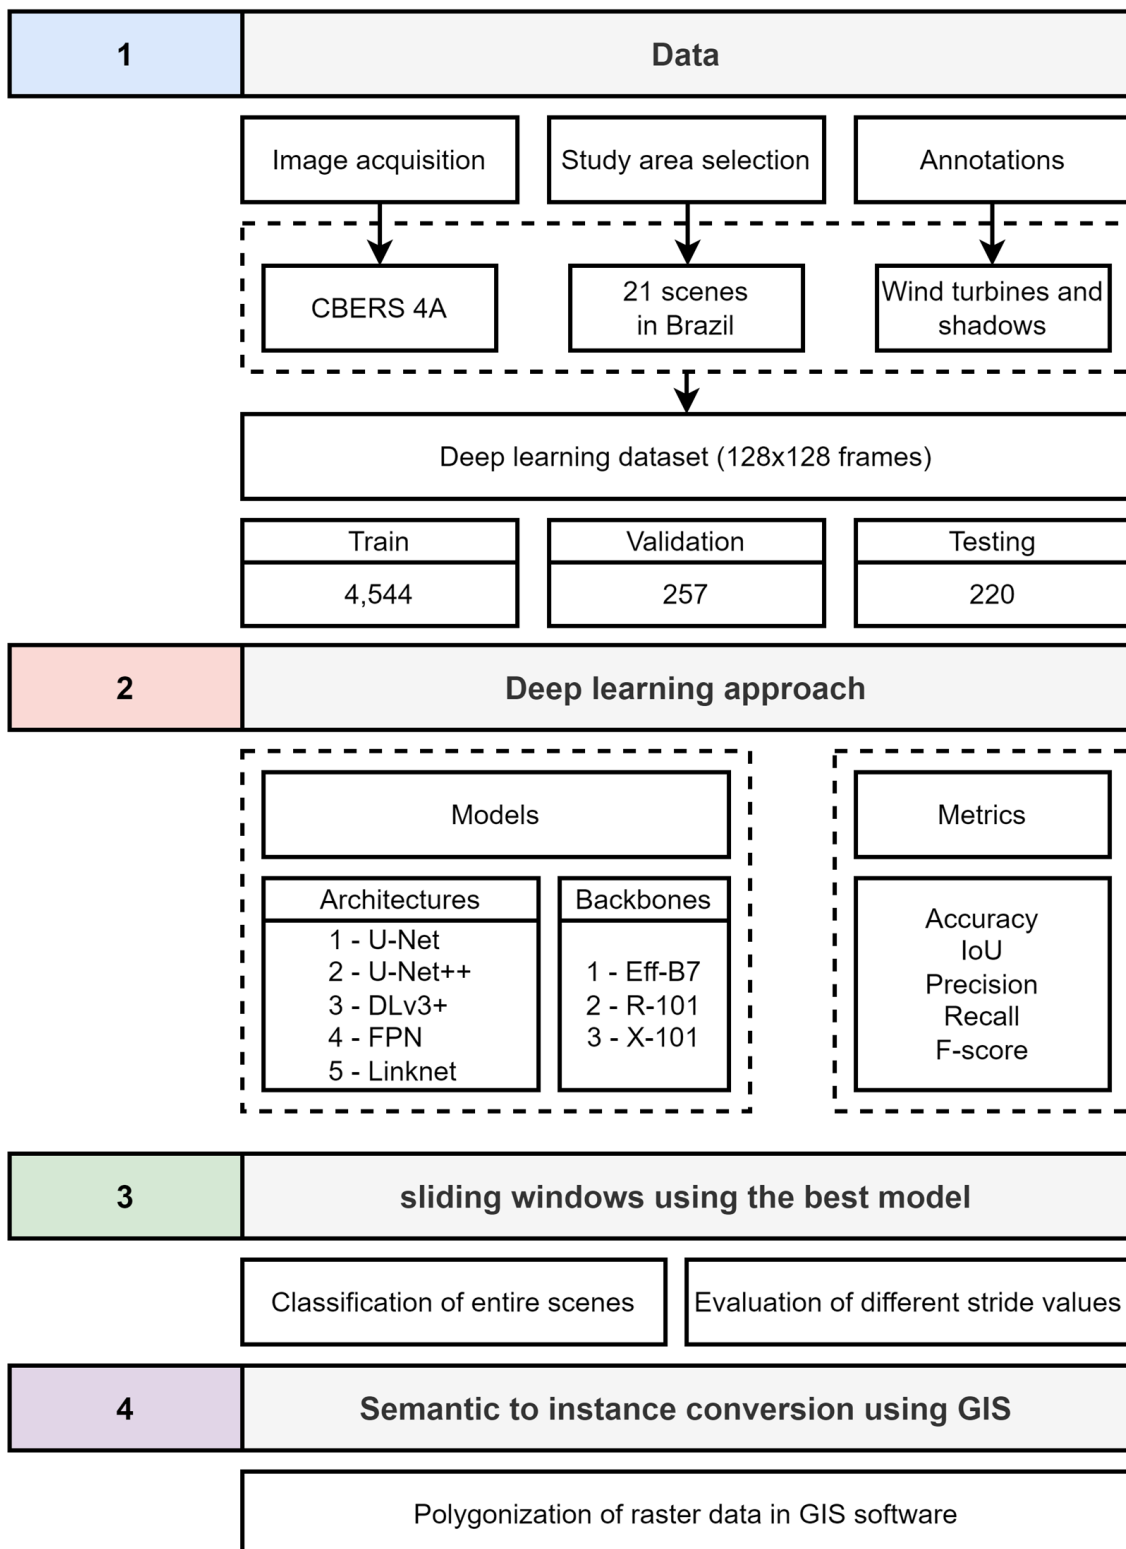 1
Data
Image acquisition
Study area selection
Annotations
CBERS 4A
21 scenes
in Brazil
Wind turbines and
shadows
Deep learning dataset (128x128 frames)
Train
Validation
Testing
4,544
257
220
2
Deep learning approach
Models
Metrics
Architectures
1 - U-Net
2 - U-Net++
3 - DLv3+
4 - FPN
5 - Linknet
Backbones
1 - Eff-B7
2 - R-101
3 - X-101
Accuracy
IoU
Precision
Recall
F-score
3
sliding windows using the best model
Classification of entire scenes
Evaluation of different stride values
4
Semantic to instance conversion using GIS
Polygonization of raster data in GIS software